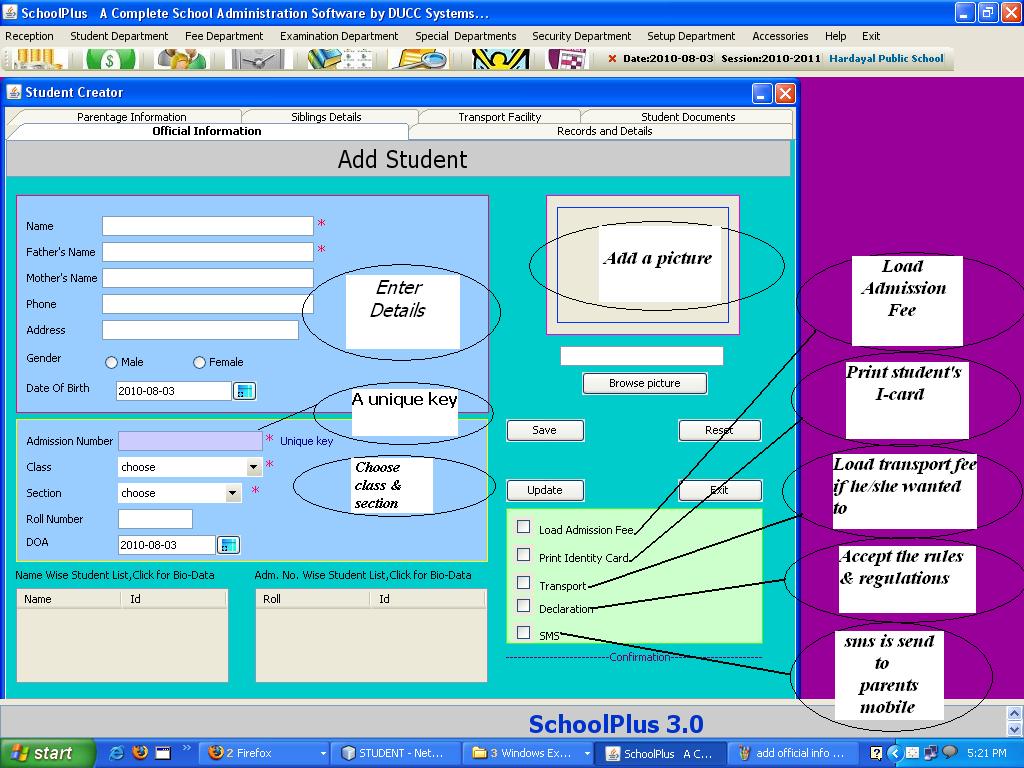 SchoolPlus   A Complete School Administration Software by DUCC Systems...
Reception Student Department Fee Department Examination Department Special Departments Security Department Setup Department Accessories Help Exit
Date:2010-08-03 Session:2010-2011 Hardayal Public School
Student Creator
Parentage Information Siblings Details Transport Facility Student Documents
Official Information Records and Details
Add Student
Name *
Father's Name *
Mother's Name
Phone
Address
Gender Male Female
Date Of Birth 2010-08-03
Enter
Details
Add a picture
Browse picture
A unique key
Admission Number * Unique key
Class choose *
Section choose *
Roll Number
DOA 2010-08-03
Choose
class &
section
Save Reset
Update Exit
Load Admission Fee
Print Identity Card
Transport
Declaration
SMS
Confirmation
Load
Admission
Fee
Print student's
I-card
Load transport fee
if he/she wanted
to
Accept the rules
& regulations
sms is send
to
parents
mobile
Name Wise Student List,Click for Bio-Data Adm. No. Wise Student List,Click for Bio-Data
Name Id Roll Id
SchoolPlus 3.0
start 2 Firefox STUDENT - Net... 3 Windows Ex... SchoolPlus A C... add official info ... 5:21 PM